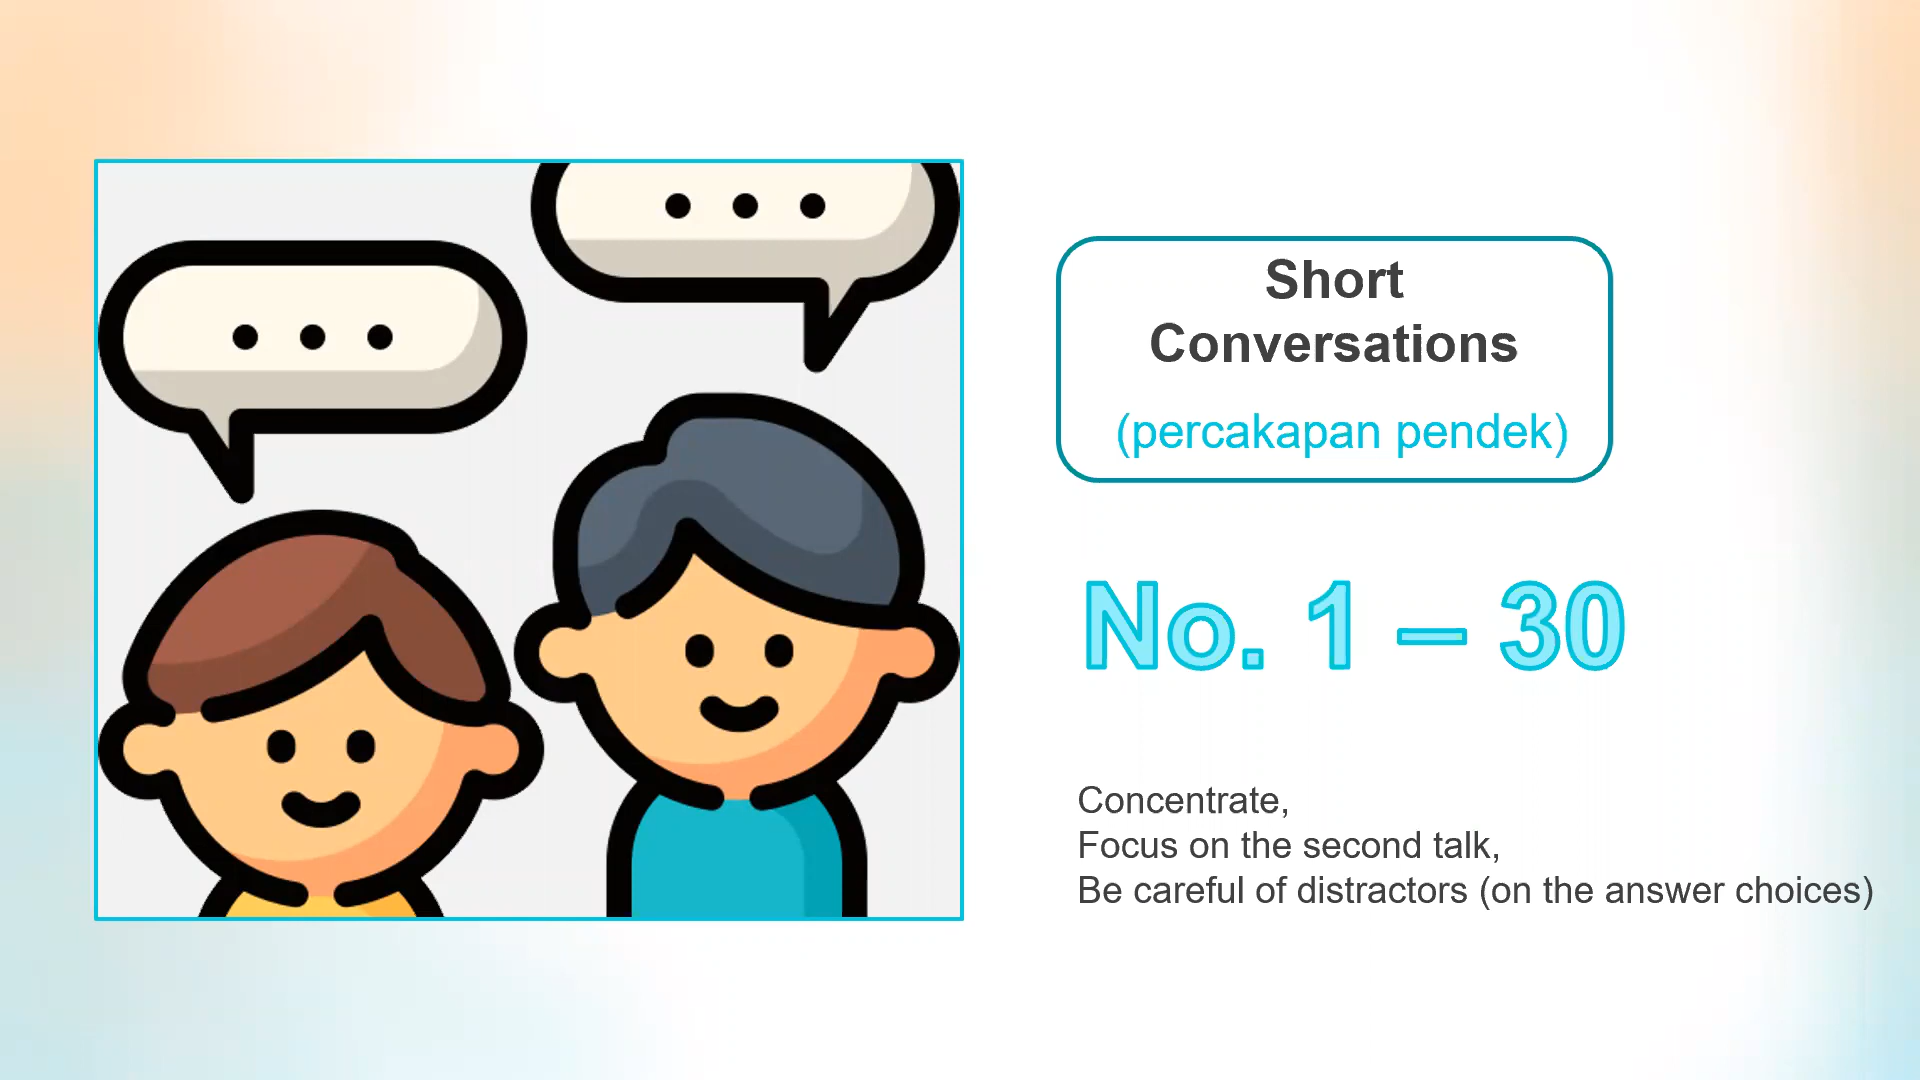 Short
Conversations
(percakapan pendek)
No. 1 – 30
Concentrate,
Focus on the second talk,
Be careful of distractors (on the answer choices)